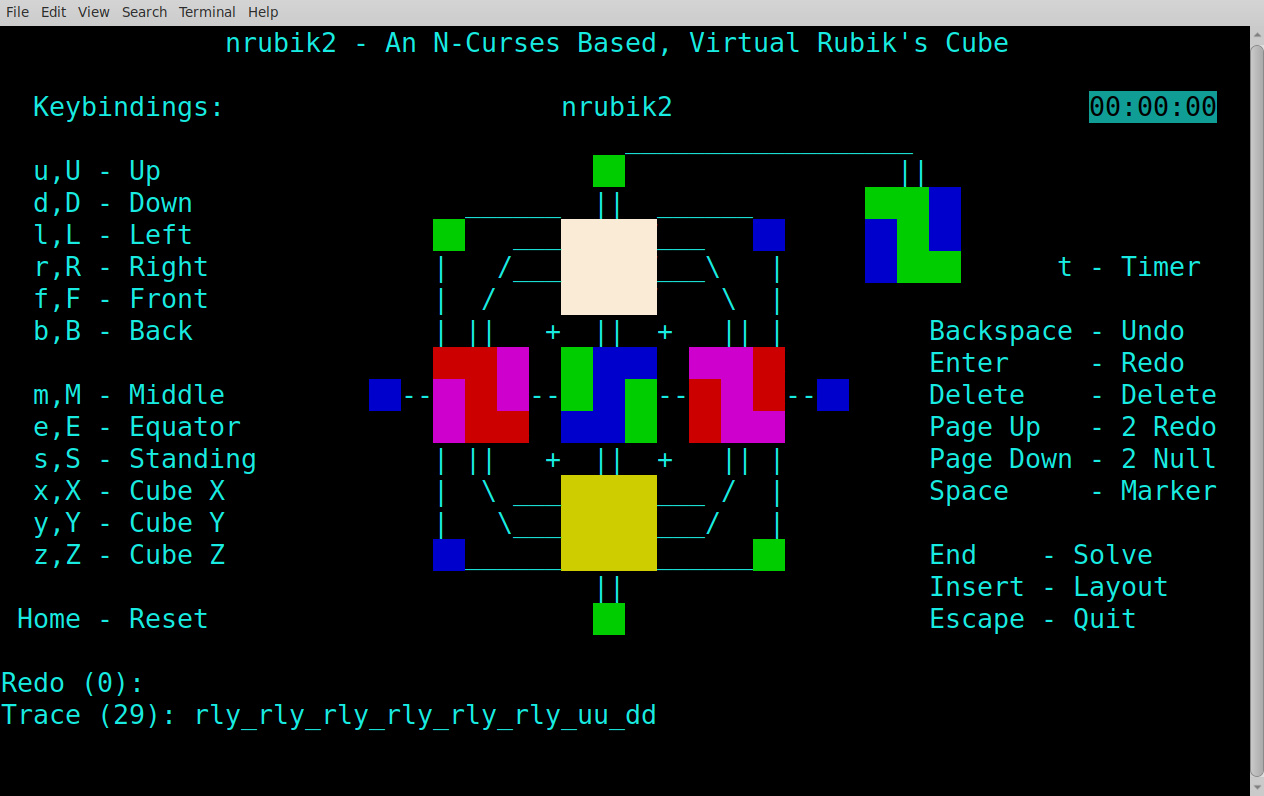 File Edit View Search Terminal Help
nrubik2 - An N-Curses Based, Virtual Rubik's Cube
Keybindings: nrubik2 00:00:00
u,U - Up
d,D - Down
l,L - Left
r,R - Right t - Timer
f,F - Front
b,B - Back Backspace - Undo
Enter - Redo
m,M - Middle Delete - Delete
e,E - Equator Page Up - 2 Redo
s,S - Standing Page Down - 2 Null
x,X - Cube X Space - Marker
y,Y - Cube Y
z,Z - Cube Z End - Solve
Insert - Layout
Home - Reset Escape - Quit
Redo (0):
Trace (29): rly_rly_rly_rly_rly_rly_uu_dd